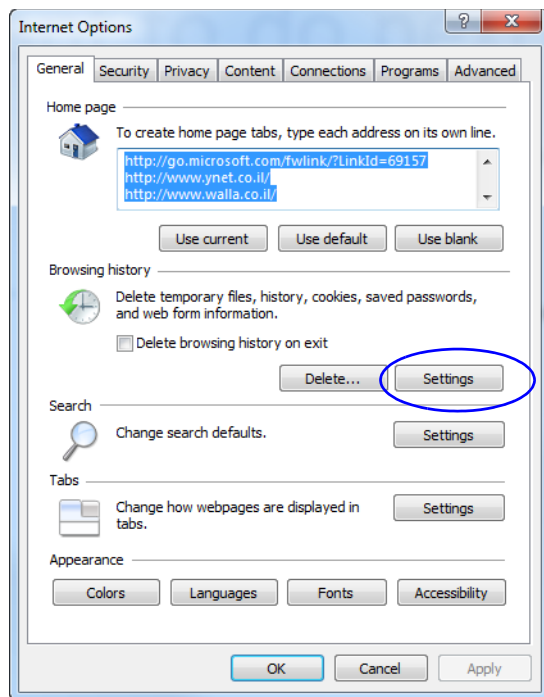 Internet Options
General Security Privacy Content Connections Programs Advanced
Home page
To create home page tabs, type each address on its own line.
http://go.microsoft.com/fwlink/?LinkId=69157
http://www.ynet.co.il/
http://www.walla.co.il/
Use current Use default Use blank
Browsing history
Delete temporary files, history, cookies, saved passwords,
and web form information.
Delete browsing history on exit
Delete... Settings
Search
Change search defaults. Settings
Tabs
Change how webpages are displayed in
tabs. Settings
Appearance
Colors Languages Fonts Accessibility
OK Cancel Apply